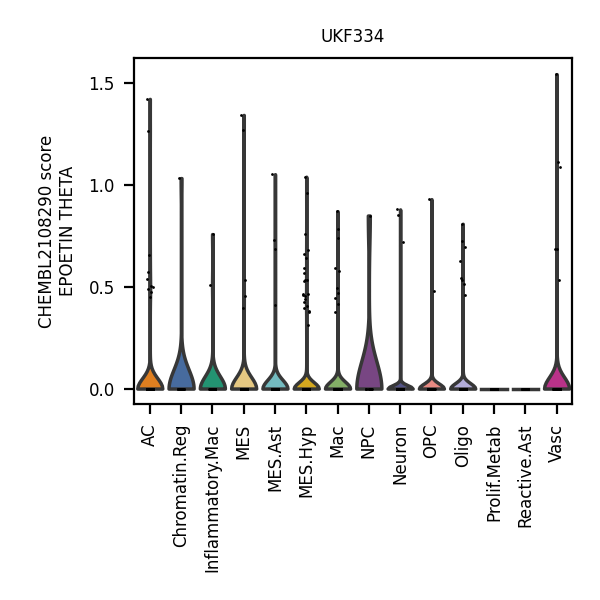 UKF334
CHEMBL2108290 score
EPOETIN THETA
1.5
1.0
0.5
0.0
AC
Chromatin.Reg
Inflammatory.Mac
MES
MES.Ast
MES.Hyp
Mac
NPC
Neuron
OPC
Oligo
Prolif.Metab
Reactive.Ast
Vasc